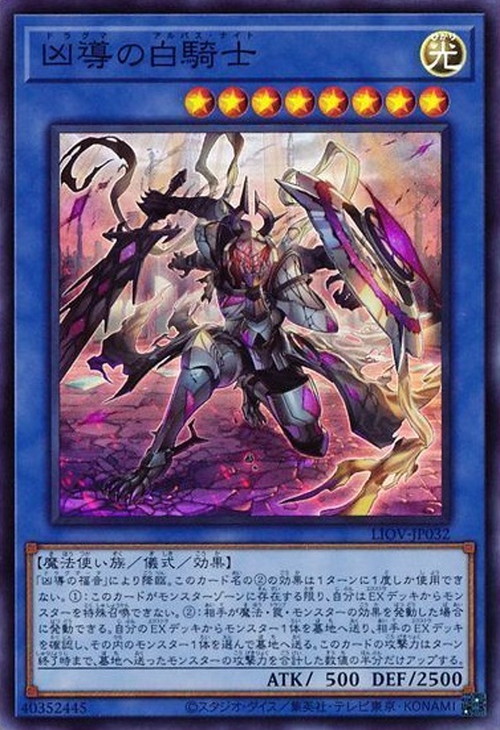 ドラグマ アルバス・ナイト
凶導の白騎士
ひかり
光
LIOV-JP032
【魔法使い族／儀式／効果】
「凶導の福音」により降臨。このカード名の②の効果は１ターンに１度しか使用で
きない。①：このカードがモンスターゾーンに存在する限り、自分はEXデッキからモン
スターを特殊召喚できない。②：相手が魔法・罠・モンスターの効果を発動した場合
に発動できる。自分のEXデッキからモンスター１体を墓地へ送り、相手のEXデッキ
を確認し、その内のモンスター１体を選んで墓地へ送る。このカードの攻撃力はターン
終了時まで、墓地へ送ったモンスターの攻撃力を合計した数値の半分だけアップする。
ATK/ 500 DEF/2500
40352445
©スタジオ・ダイス／集英社・テレビ東京・KONAMI